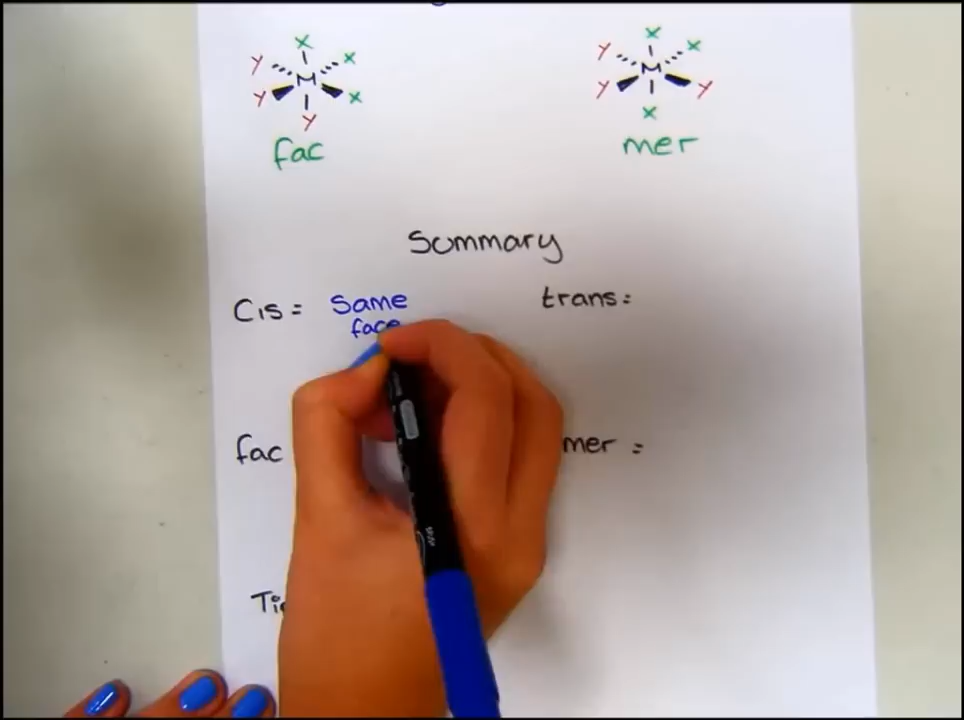 X X
Y X X
Y M
Y M
Y X
Y Y
Y
X
fac
mer
Summary
Cis = Same
face
trans:
fac
mer =